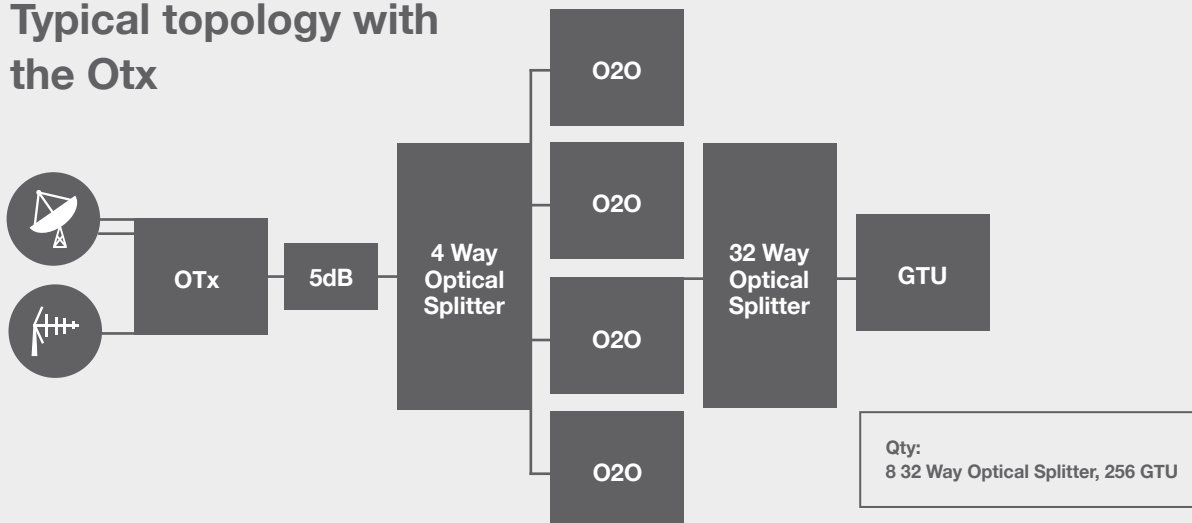 Typical topology with
the Otx
OTx
5dB
4 Way
Optical
Splitter
O2O
O2O
O2O
O2O
32 Way
Optical
Splitter
GTU
Qty:
8 32 Way Optical Splitter, 256 GTU